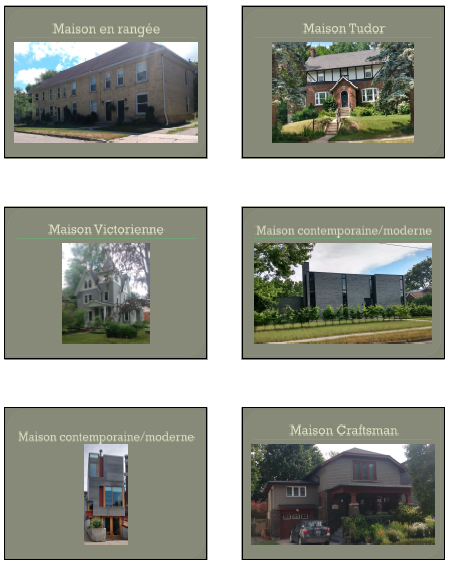 Maison en rangée
Maison Tudor
Maison Victorienne
Maison contemporaine/moderne
Maison contemporaine/moderne
Maison Craftsman